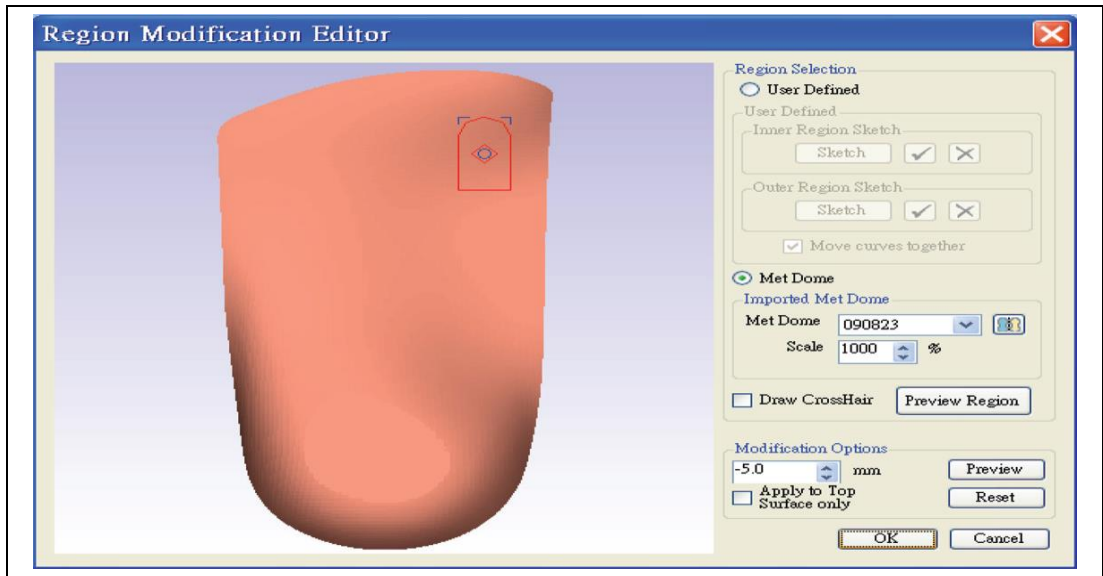 Region Modification Editor
Region Selection
User Defined
User Defined
Inner Region Sketch
Sketch
Outer Region Sketch
Sketch
Move curves together
Met Dome
Imported Met Dome
Met Dome 090823
Scale 1000 %
Draw CrossHair Preview Region
Modification Options
-5.0 mm Preview
Apply to Top
Surface only
Reset
OK Cancel